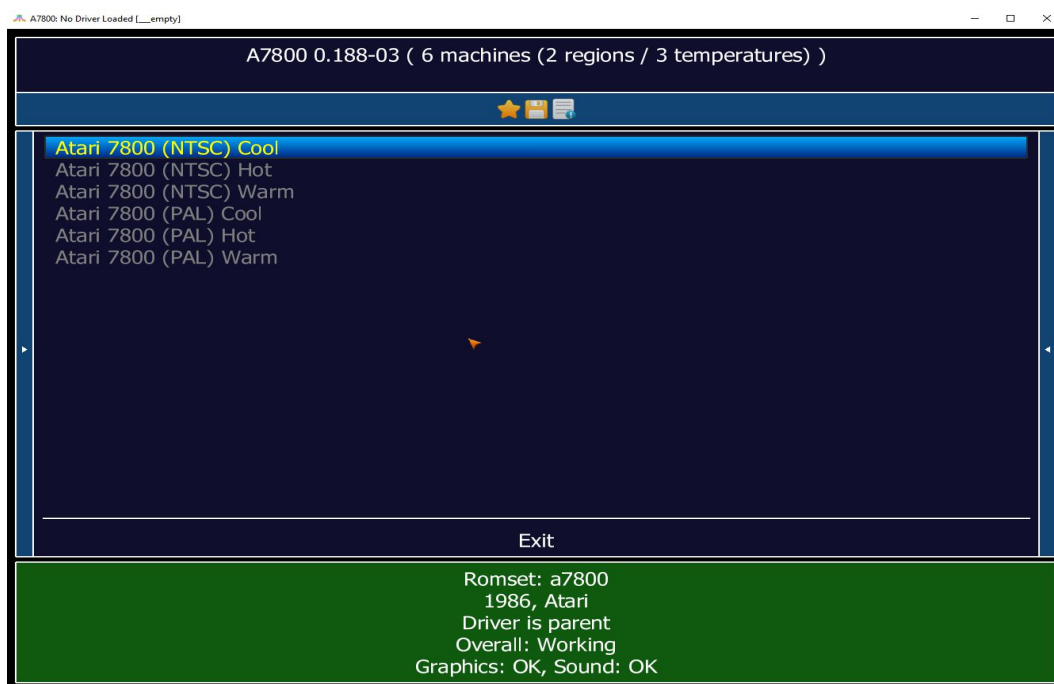 A7800: No Driver Loaded [__empty]
A7800 0.188-03 ( 6 machines (2 regions / 3 temperatures) )
Atari 7800 (NTSC) Cool
Atari 7800 (NTSC) Hot
Atari 7800 (NTSC) Warm
Atari 7800 (PAL) Cool
Atari 7800 (PAL) Hot
Atari 7800 (PAL) Warm
Exit
Romset: a7800
1986, Atari
Driver is parent
Overall: Working
Graphics: OK, Sound: OK